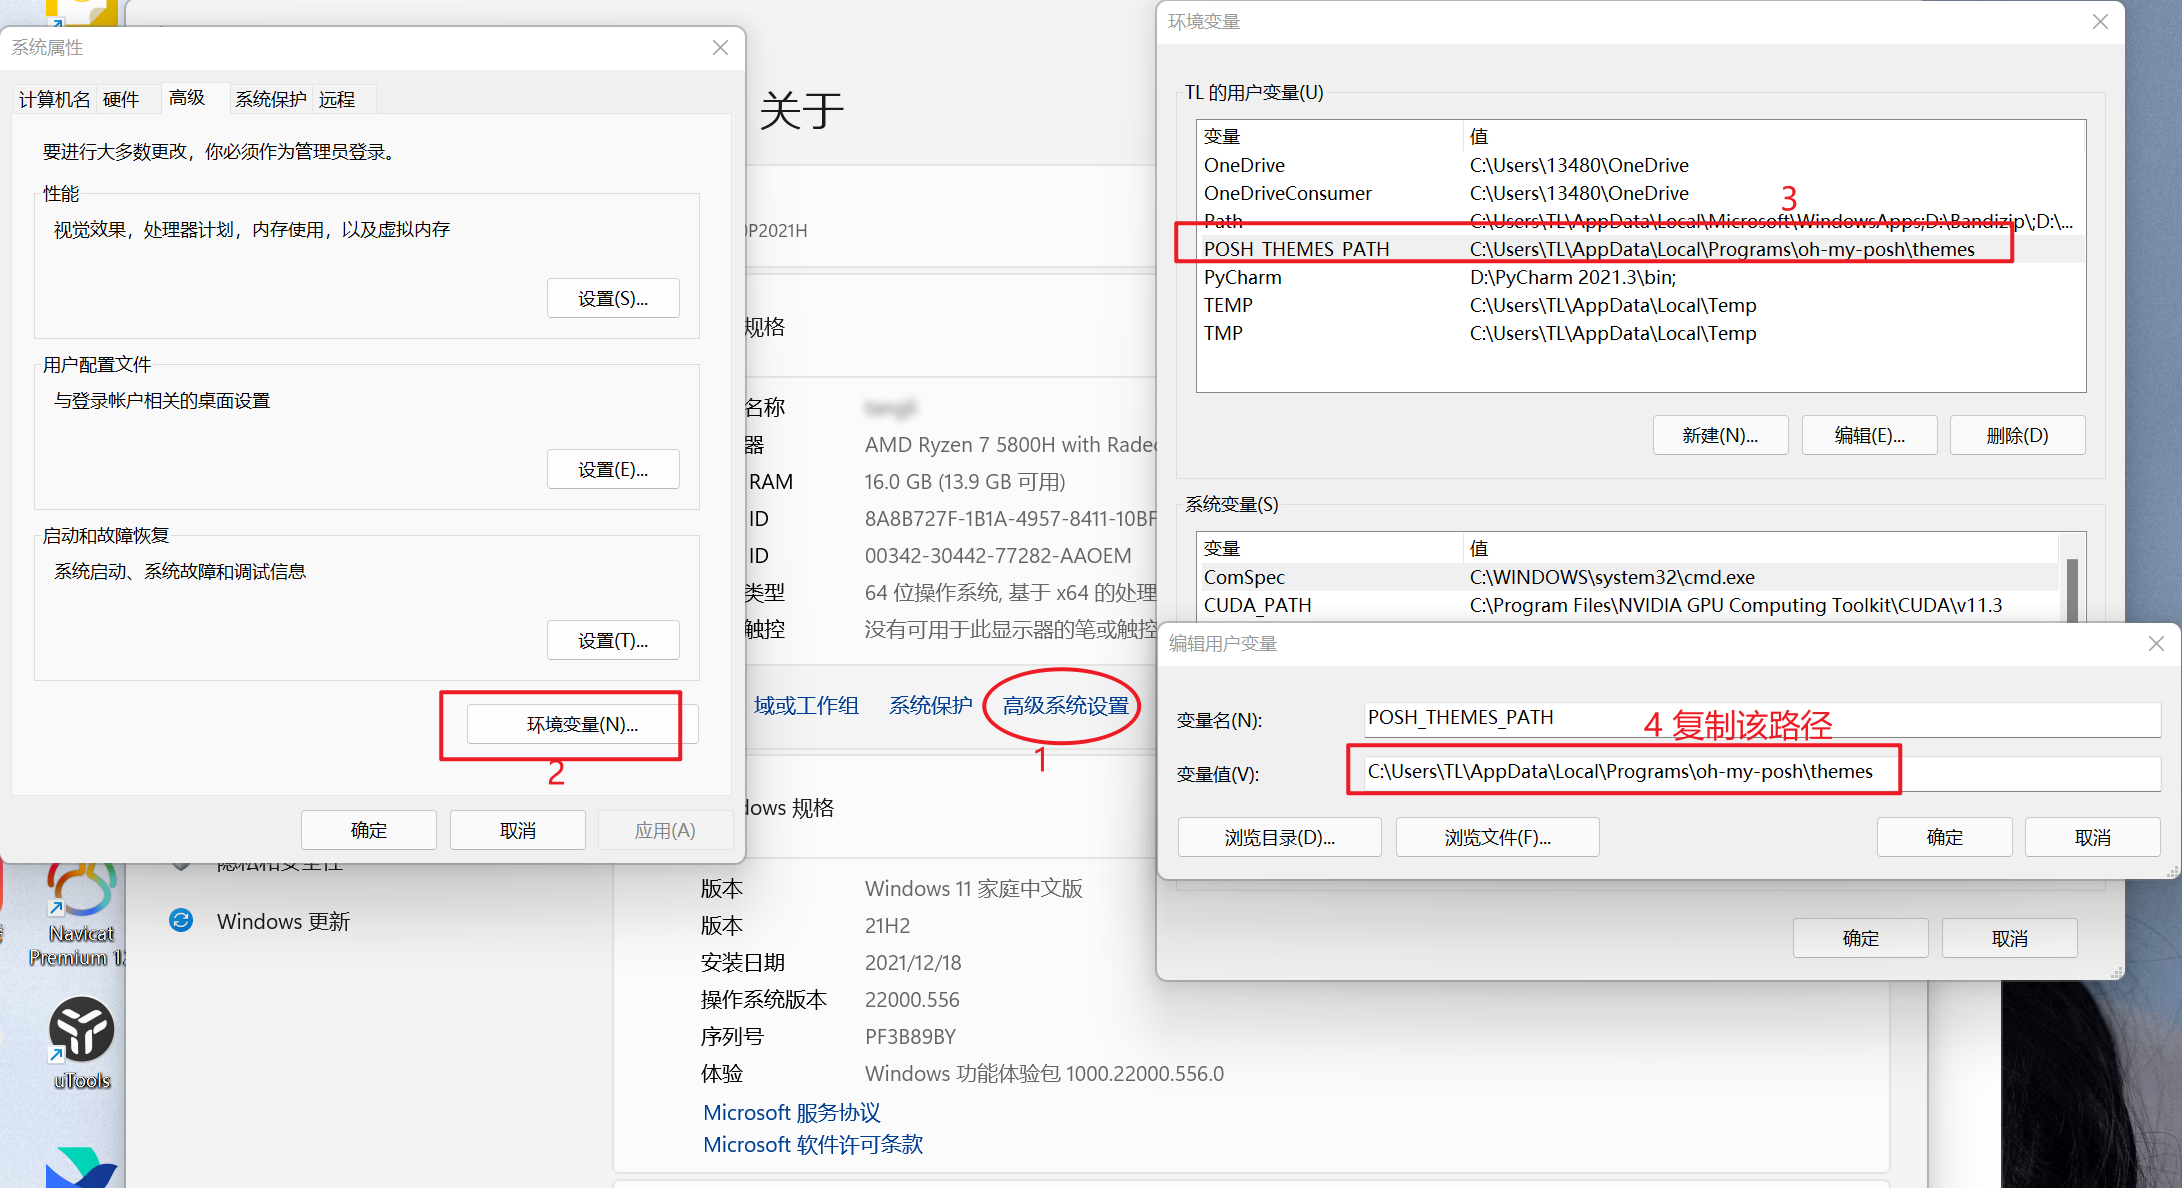 系统属性
计算机名
硬件
高级
系统保护
远程
要进行大多数更改，你必须作为管理员登录。
性能
视觉效果，处理器计划，内存使用，以及虚拟内存
设置(S)...
用户配置文件
与登录帐户相关的桌面设置
设置(E)...
启动和故障恢复
系统启动、系统故障和调试信息
设置(T)...
环境变量(N)...
2
确定
取消
应用(A)
关于
0P2021H
规格
名称
器 AMD Ryzen 7 5800H with Rade
RAM 16.0 GB (13.9 GB 可用)
ID 8A8B727F-1B1A-4957-8411-10BF
ID 00342-30442-77282-AAOEM
类型 64 位操作系统, 基于 x64 的处理
触控 没有可用于此显示器的笔或触控
域或工作组
系统保护
高级系统设置
1
dows 规格
版本 Windows 11 家庭中文版
版本 21H2
安装日期 2021/12/18
操作系统版本 22000.556
序列号 PF3B89BY
体验 Windows 功能体验包 1000.22000.556.0
Microsoft 服务协议
Microsoft 软件许可条款
隐私和安全性
Windows 更新
Navicat
Premium 1
uTools
环境变量
TL 的用户变量(U)
变量 值
OneDrive C:\Users\13480\OneDrive
OneDriveConsumer C:\Users\13480\OneDrive
3
Path C:\Users\TL\AppData\Local\Microsoft\WindowsApps;D:\Bandizip\;D:\...
POSH_THEMES_PATH C:\Users\TL\AppData\Local\Programs\oh-my-posh\themes
PyCharm D:\PyCharm 2021.3\bin;
TEMP C:\Users\TL\AppData\Local\Temp
TMP C:\Users\TL\AppData\Local\Temp
新建(N)...
编辑(E)...
删除(D)
系统变量(S)
变量 值
ComSpec C:\WINDOWS\system32\cmd.exe
CUDA_PATH C:\Program Files\NVIDIA GPU Computing Toolkit\CUDA\v11.3
编辑用户变量
变量名(N): POSH_THEMES_PATH
4 复制该路径
变量值(V): C:\Users\TL\AppData\Local\Programs\oh-my-posh\themes
浏览目录(D)...
浏览文件(F)...
确定
取消
确定
取消